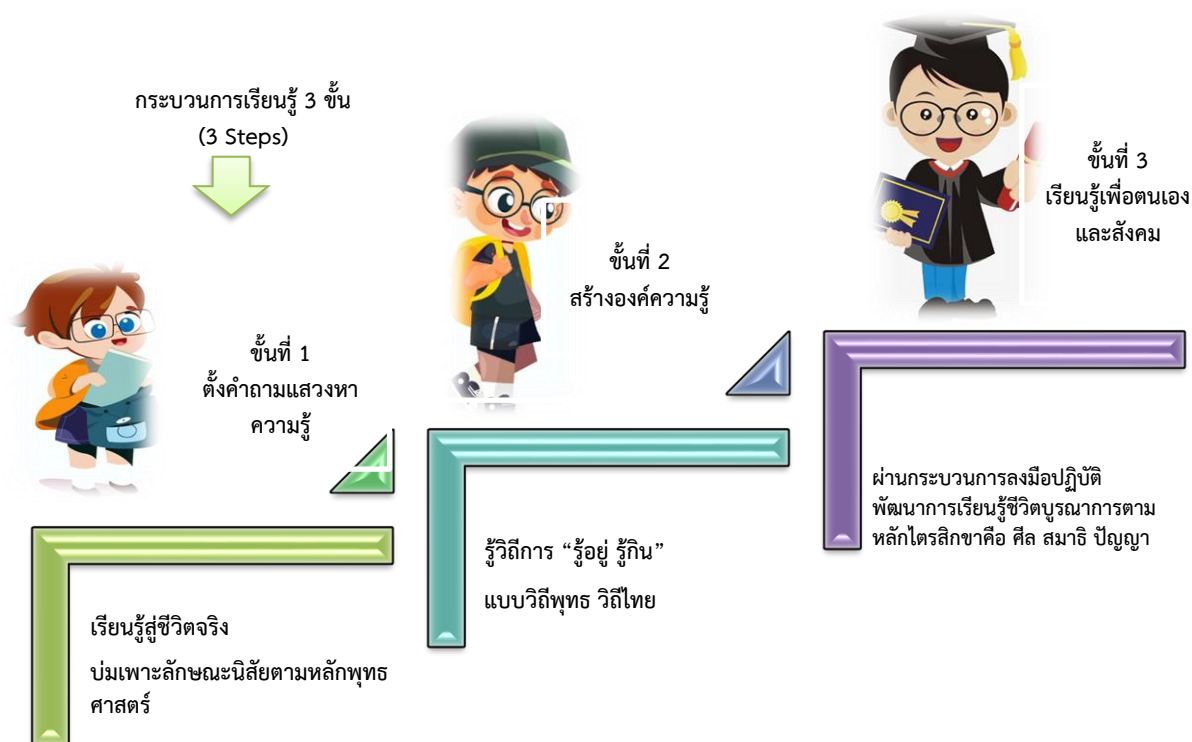 กระบวนการเรียนรู้ 3 ขั้น
(3 Steps)
ขั้นที่ 1
ตั้งคำถามแสวงหา
ความรู้
เรียนรู้สู่ชีวิตจริง
บ่มเพาะลักษณะนิสัยตามหลักพุทธ
ศาสตร์
ขั้นที่ 2
สร้างองค์ความรู้
รู้วิถีการ “รู้อยู่ รู้กิน”
แบบวิถีพุทธ วิถีไทย
ขั้นที่ 3
เรียนรู้เพื่อตนเอง
และสังคม
ผ่านกระบวนการลงมือปฏิบัติ
พัฒนาการเรียนรู้ชีวิตบูรณาการตาม
หลักไตรสิกขาคือ ศีล สมาธิ ปัญญา